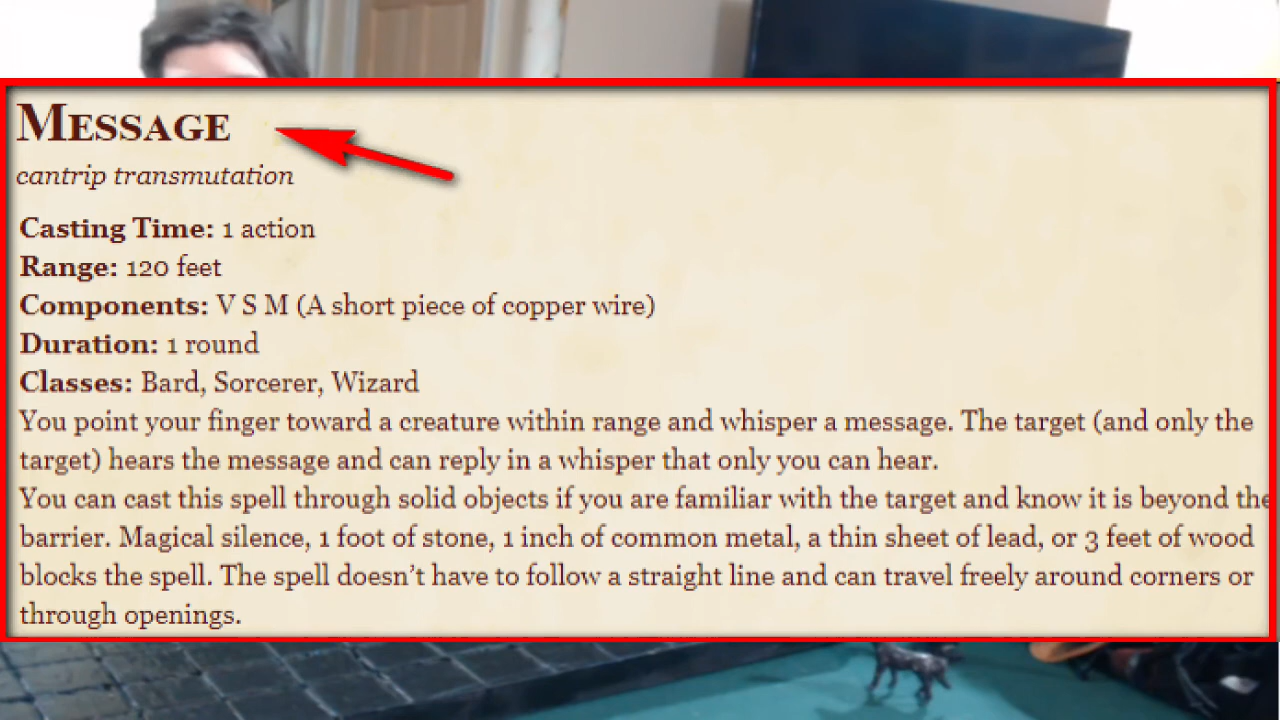 MESSAGE
cantrip transmutation
Casting Time: 1 action
Range: 120 feet
Components: V S M (A short piece of copper wire)
Duration: 1 round
Classes: Bard, Sorcerer, Wizard
You point your finger toward a creature within range and whisper a message. The target (and only the
target) hears the message and can reply in a whisper that only you can hear.
You can cast this spell through solid objects if you are familiar with the target and know it is beyond the
barrier. Magical silence, 1 foot of stone, 1 inch of common metal, a thin sheet of lead, or 3 feet of wood
blocks the spell. The spell doesn’t have to follow a straight line and can travel freely around corners or
through openings.